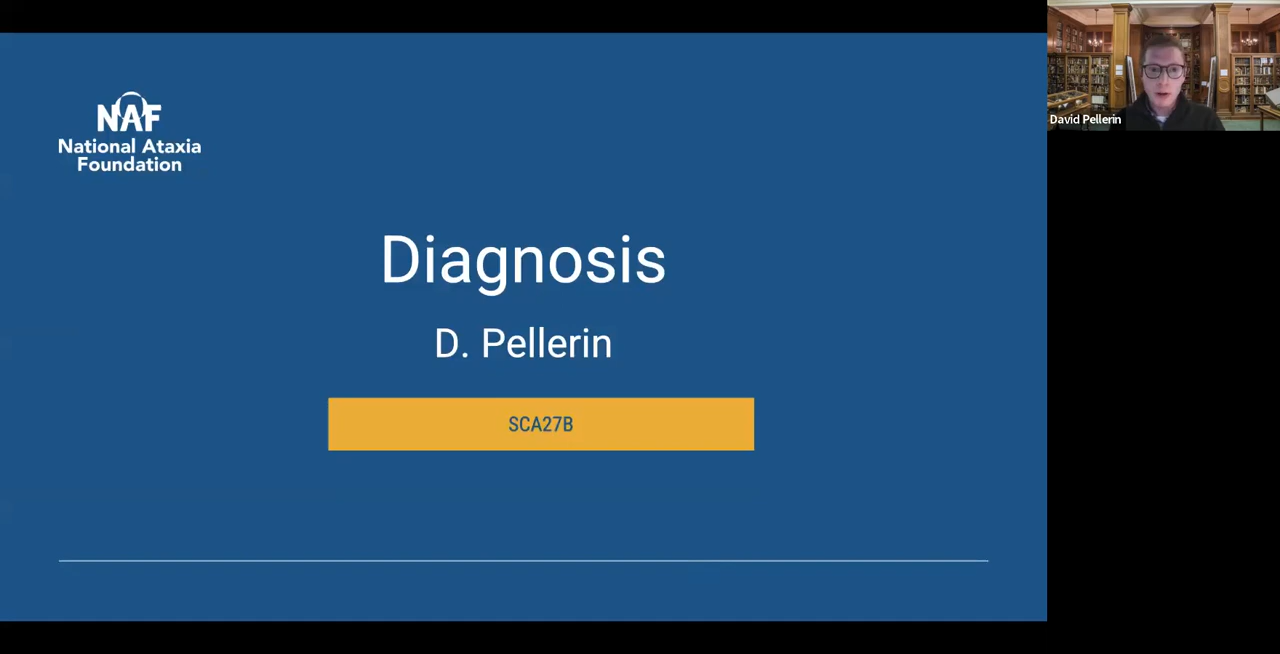 NAF
National Ataxia
Foundation
Diagnosis
D. Pellerin
SCA27B
David Pellerin